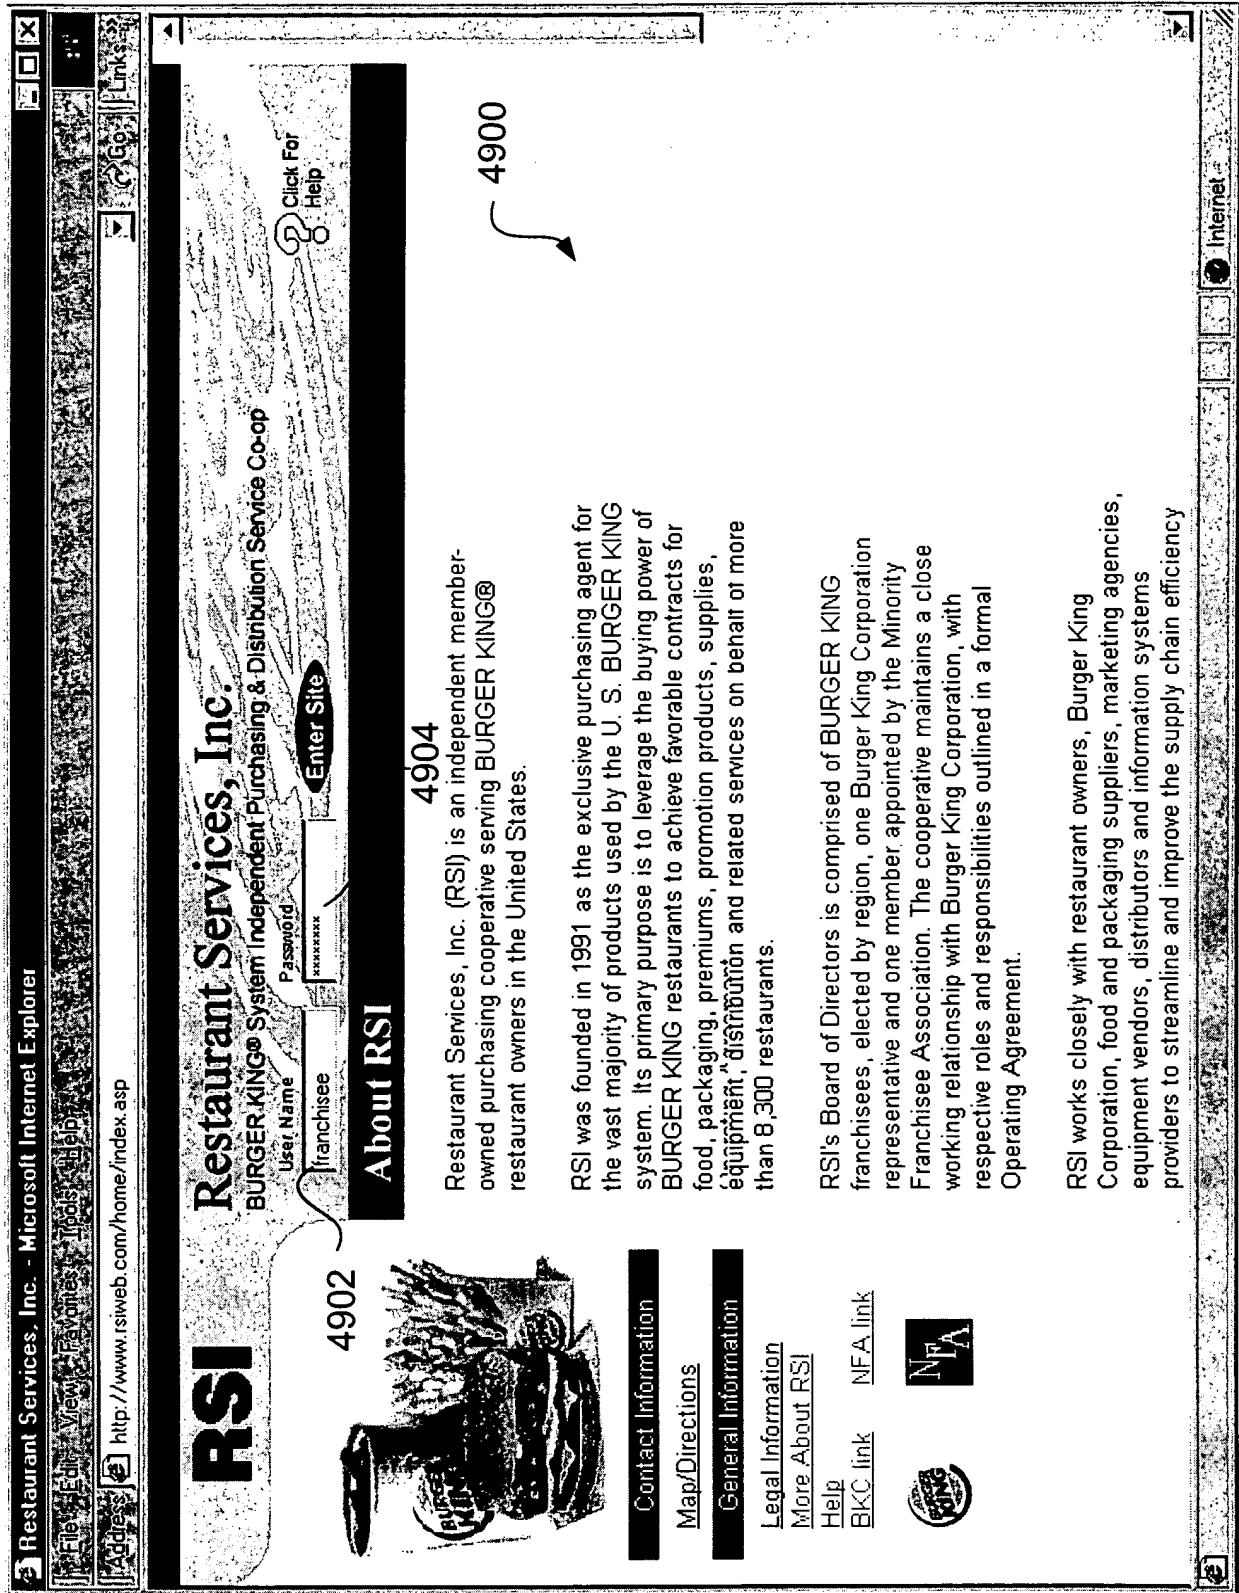 Restaurant Services, Inc. - Microsoft Internet Explorer
File Edit View Favorites Tools Help
Address http://www.rsiweb.com/home/index.asp Go Links »
RSI
Restaurant Services, Inc.
BURGER KING® System Independent Purchasing & Distribution Service Co-op
User Name Password
franchisee xxxxxxxxx Enter Site
Click For
Help
4902
4904
4900
About RSI
Restaurant Services, Inc. (RSI) is an independent member-
owned purchasing cooperative serving BURGER KING®
restaurant owners in the United States.
RSI was founded in 1991 as the exclusive purchasing agent for
the vast majority of products used by the U. S. BURGER KING
system. Its primary purpose is to leverage the buying power of
BURGER KING restaurants to achieve favorable contracts for
food, packaging, premiums, promotion products, supplies,
equipment, distribution and related services on behalf of more
than 8,300 restaurants.
RSI's Board of Directors is comprised of BURGER KING
franchisees, elected by region, one Burger King Corporation
representative and one member appointed by the Minority
Franchisee Association. The cooperative maintains a close
working relationship with Burger King Corporation, with
respective roles and responsibilities outlined in a formal
Operating Agreement.
RSI works closely with restaurant owners, Burger King
Corporation, food and packaging suppliers, marketing agencies,
equipment vendors, distributors and information systems
providers to streamline and improve the supply chain efficiency
BURGER
KING
Contact Information
Map/Directions
General Information
Legal Information
More About RSI
Help
BKC link NFA link
BURGER
KING
NFA
Internet